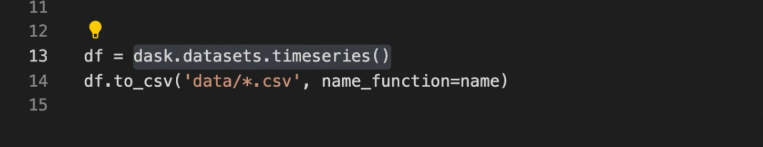 11
12
13 df = dask.datasets.timeseries()
14 df.to_csv('data/*.csv', name_function=name)
15